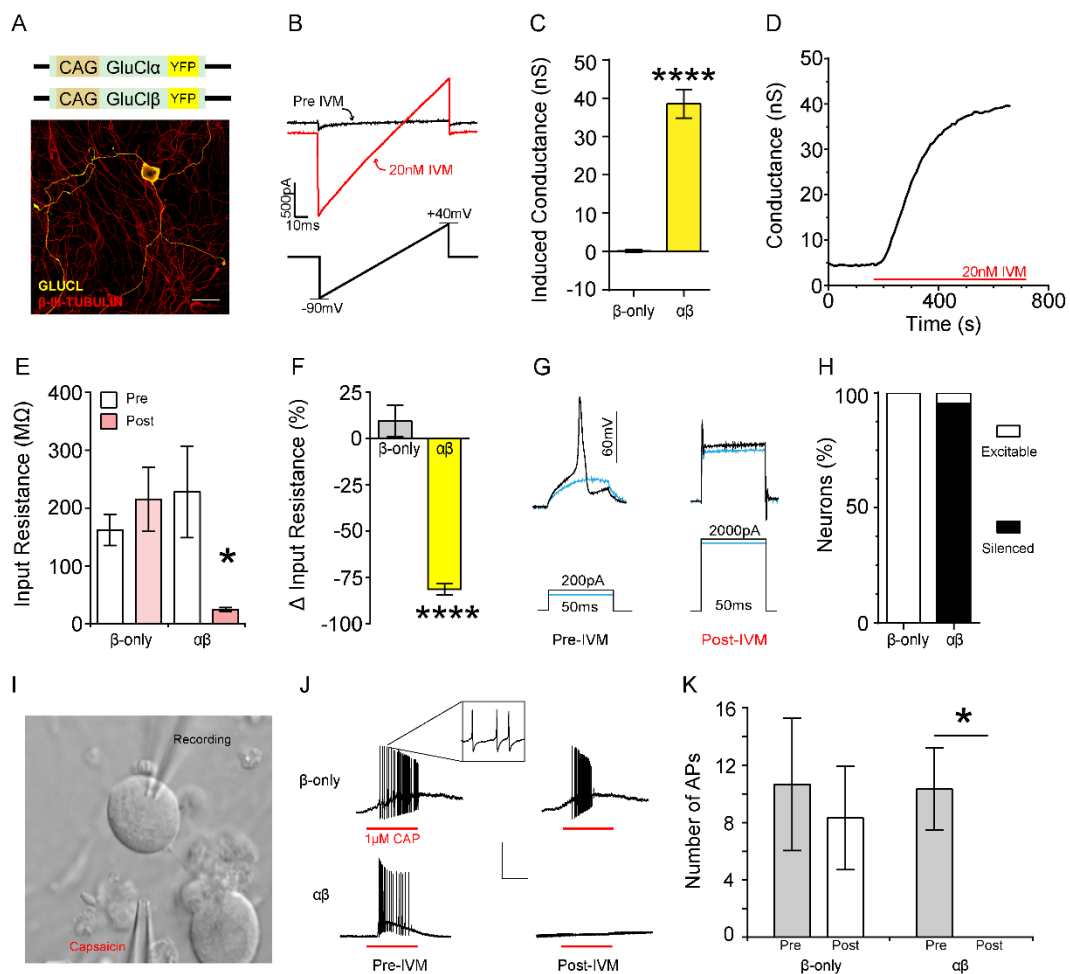 A
CAG GluClα YFP
CAG GluClβ YFP
GLUCL
β-III-TUBULIN
B
Pre IVM
20nM IVM
500pA
10ms
+40mV
-90mV
C
Induced Conductance (nS)
50
40
30
20
10
0
-10
****
β-only αβ
D
Conductance (nS)
50
40
30
20
10
0
20nM IVM
0 400 800
Time (s)
E
Input Resistance (MΩ)
400
300
200
100
0
Pre
Post
*
β-only αβ
F
Δ Input Resistance (%)
25
0
-25
-50
-75
-100
β-only αβ
****
G
60mV
200pA
50ms
Pre-IVM
2000pA
50ms
Post-IVM
H
Neurons (%)
100
0
β-only αβ
Excitable
Silenced
I
Recording
Capsaicin
J
β-only
1μM CAP
αβ
Pre-IVM Post-IVM
K
Number of APs
16
12
8
4
0
*
Pre Post Pre Post
β-only αβ